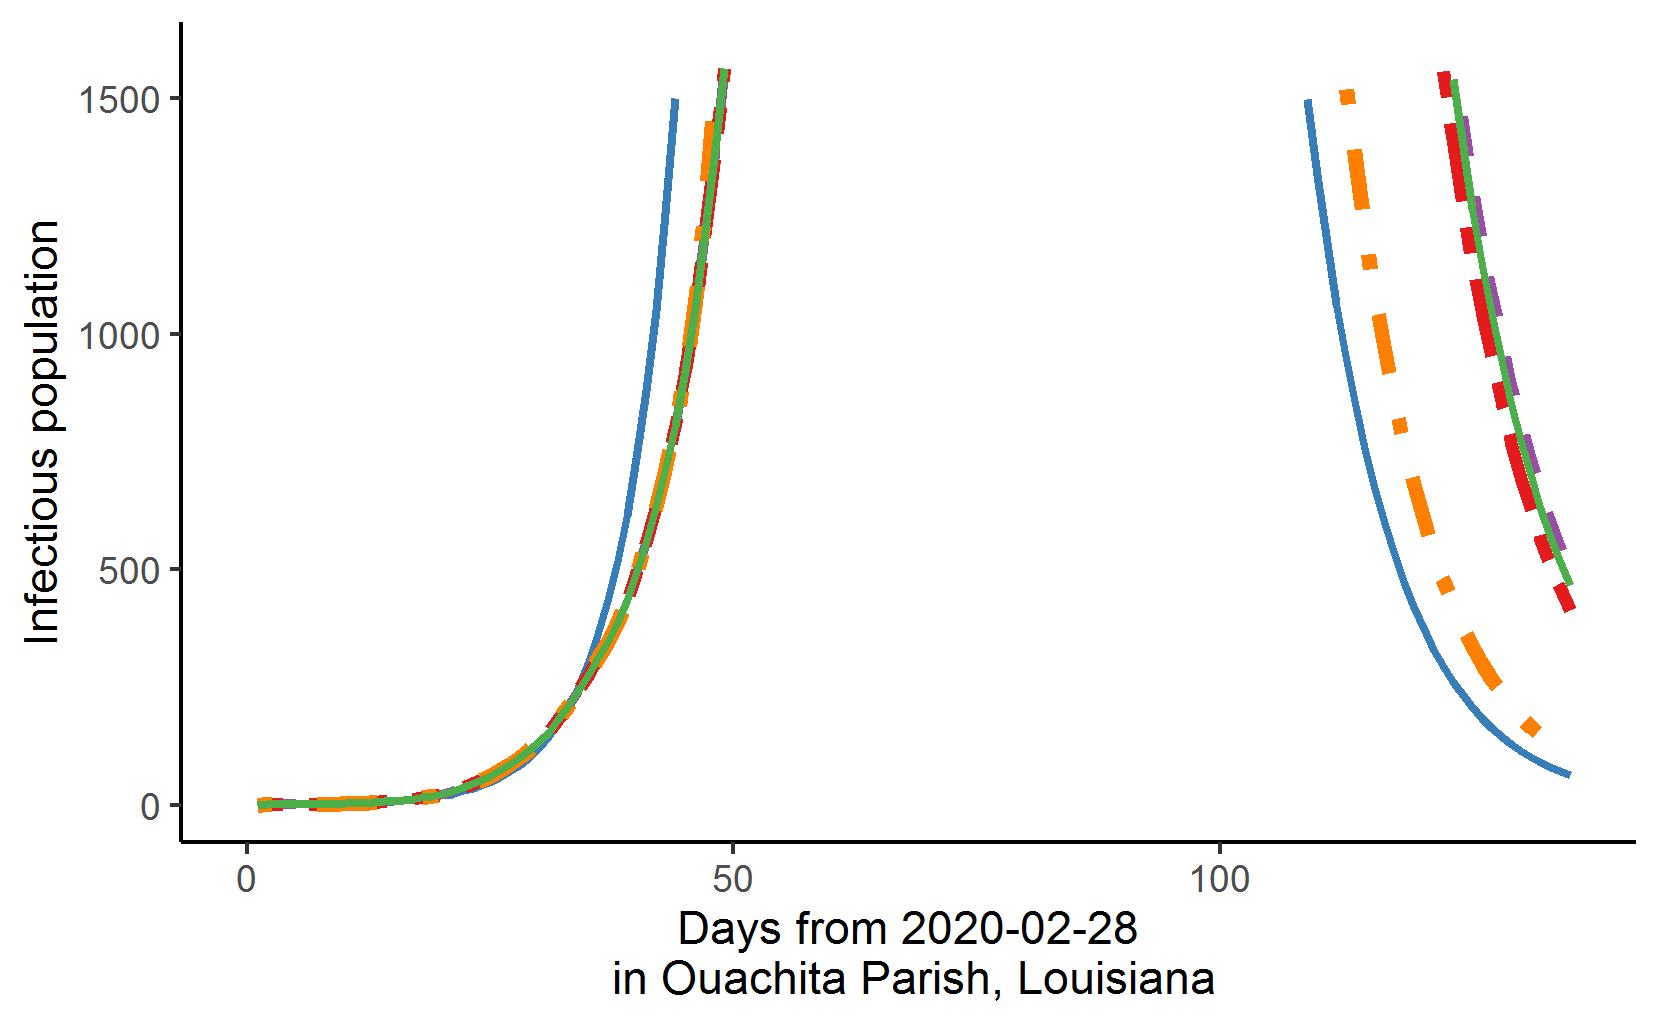 Infectious population
1500
1000
500
0
0 50 100
Days from 2020-02-28
in Ouachita Parish, Louisiana